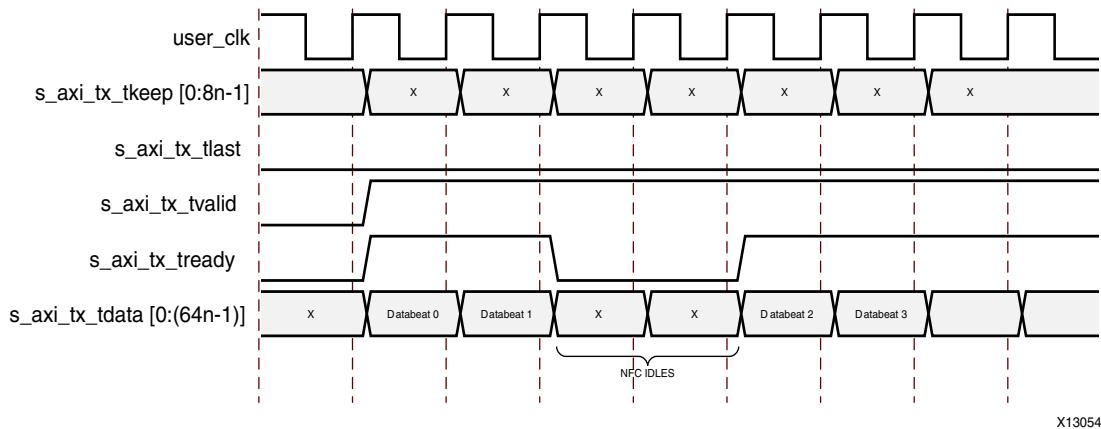 user_clk
s_axi_tx_tkeep [0:8n-1]
X X X X X X X
s_axi_tx_tlast
s_axi_tx_tvalid
s_axi_tx_tready
s_axi_tx_tdata [0:(64n-1)]
X Databeat 0 Databeat 1 X X Databeat 2 Databeat 3
NFC IDLES
X13054